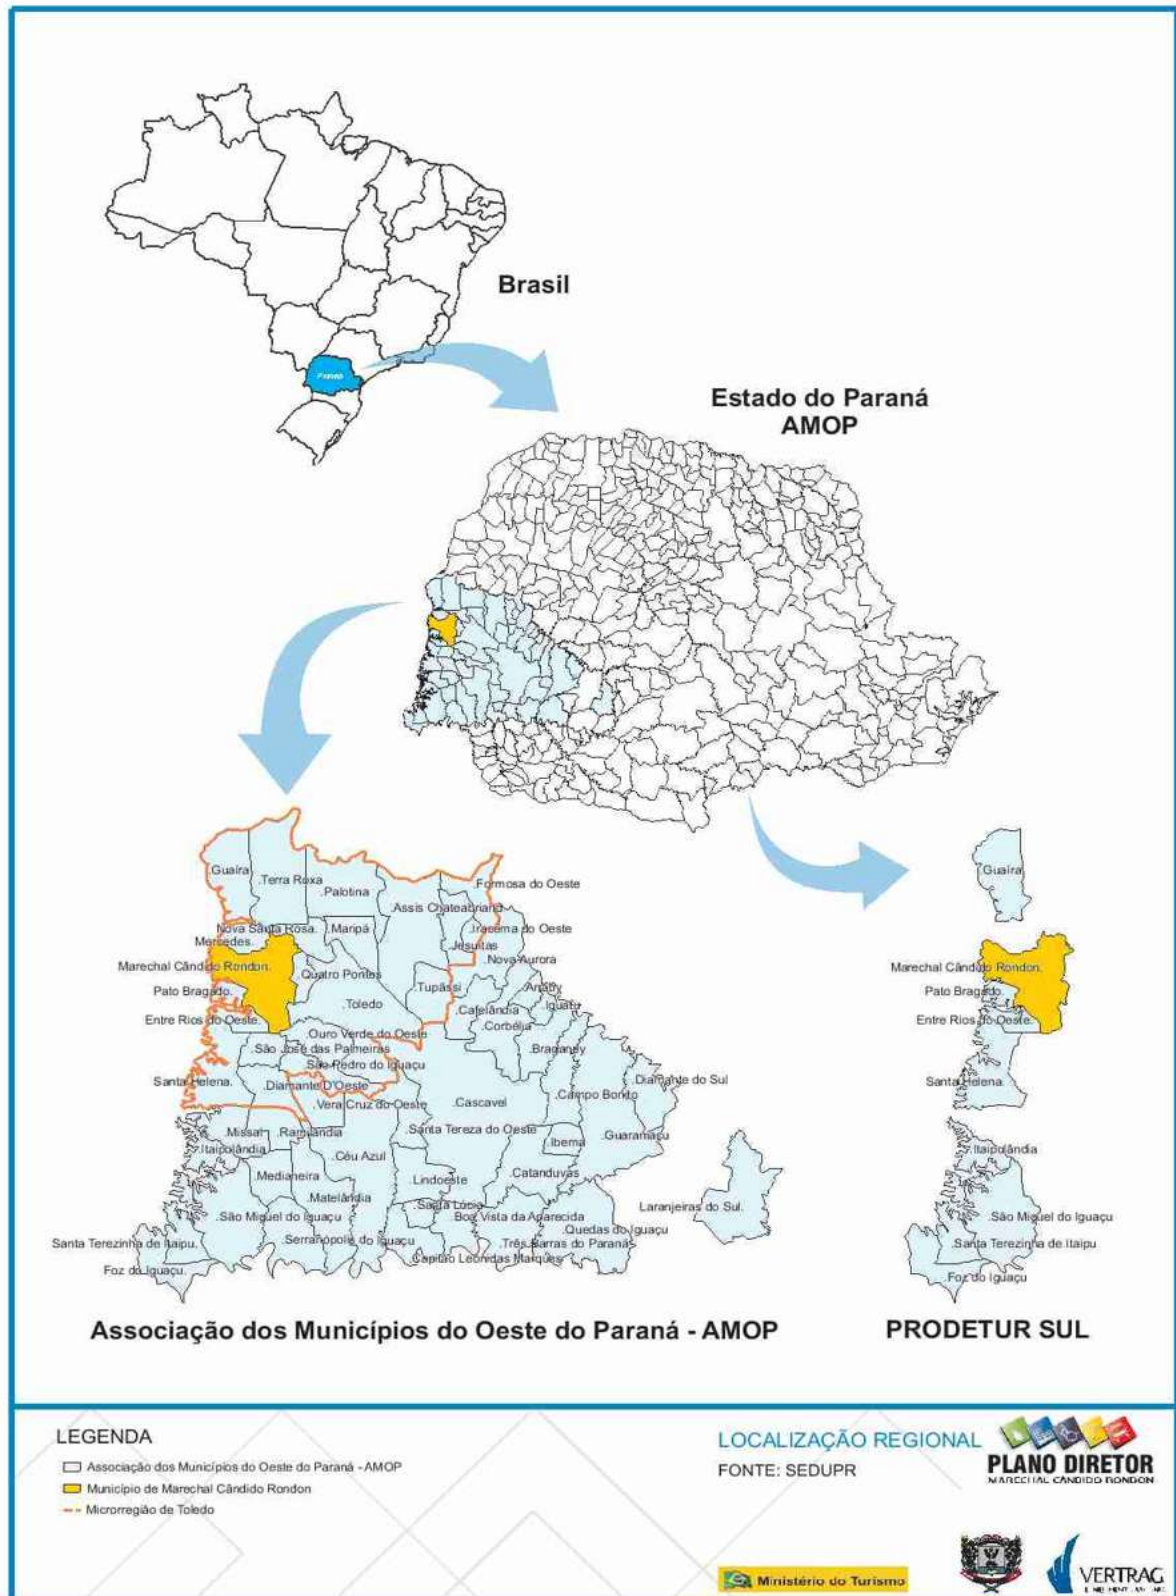 Brasil
Paraná
Estado do Paraná
AMOP
.Guaíra
.Terra Roxa
.Palotina
.Formosa do Oeste
.Assis Chateabriand
Nova Santa Rosa.
.Maripá
.Iracema do Oeste
Mercedes.
.Jesuítas
.Nova Aurora
Marechal Cândido Rondon.
.Quatro Pontes
.Tupãssi
.Anahy
Pato Bragado.
.Toledo
.Iguatu
.Cafelândia
Entre Rios do Oeste.
.Corbélia
.Ouro Verde do Oeste
.Braganey
.São José das Palmeiras
.São Pedro do Iguaçu
Santa Helena.
.Diamante D'Oeste
.Diamante do Sul
.Campo Bonito
.Vera Cruz do Oeste
.Cascavel
.Missal
.Ramilândia
.Santa Tereza do Oeste
.Ibema
.Guaraniaçu
.Itaipolândia
.Céu Azul
.Medianeira
.Lindoeste
.Catanduvas
.Matelândia
.Santa Lúcia
Laranjeiras do Sul.
.São Miguel do Iguaçu
Boa Vista da Aparecida
Quedas do Iguaçu
Santa Terezinha de Itaipu.
.Serranópolis do Iguaçu
.Três Barras do Paraná
.Capitão Leônidas Marques
Foz do Iguaçu.
Associação dos Municípios do Oeste do Paraná - AMOP
.Guaíra
Marechal Cândido Rondon.
Pato Bragado.
Entre Rios do Oeste.
Santa Helena.
.Itaipolândia
.São Miguel do Iguaçu
.Santa Terezinha de Itaipu
.Foz do Iguaçu
PRODETUR SUL
LEGENDA
Associação dos Municípios do Oeste do Paraná - AMOP
Município de Marechal Cândido Rondon
Microrregião de Toledo
LOCALIZAÇÃO REGIONAL
FONTE: SEDUPR
PLANO DIRETOR
MARECHAL CÂNDIDO RONDON
Ministério do Turismo
VERTRAG